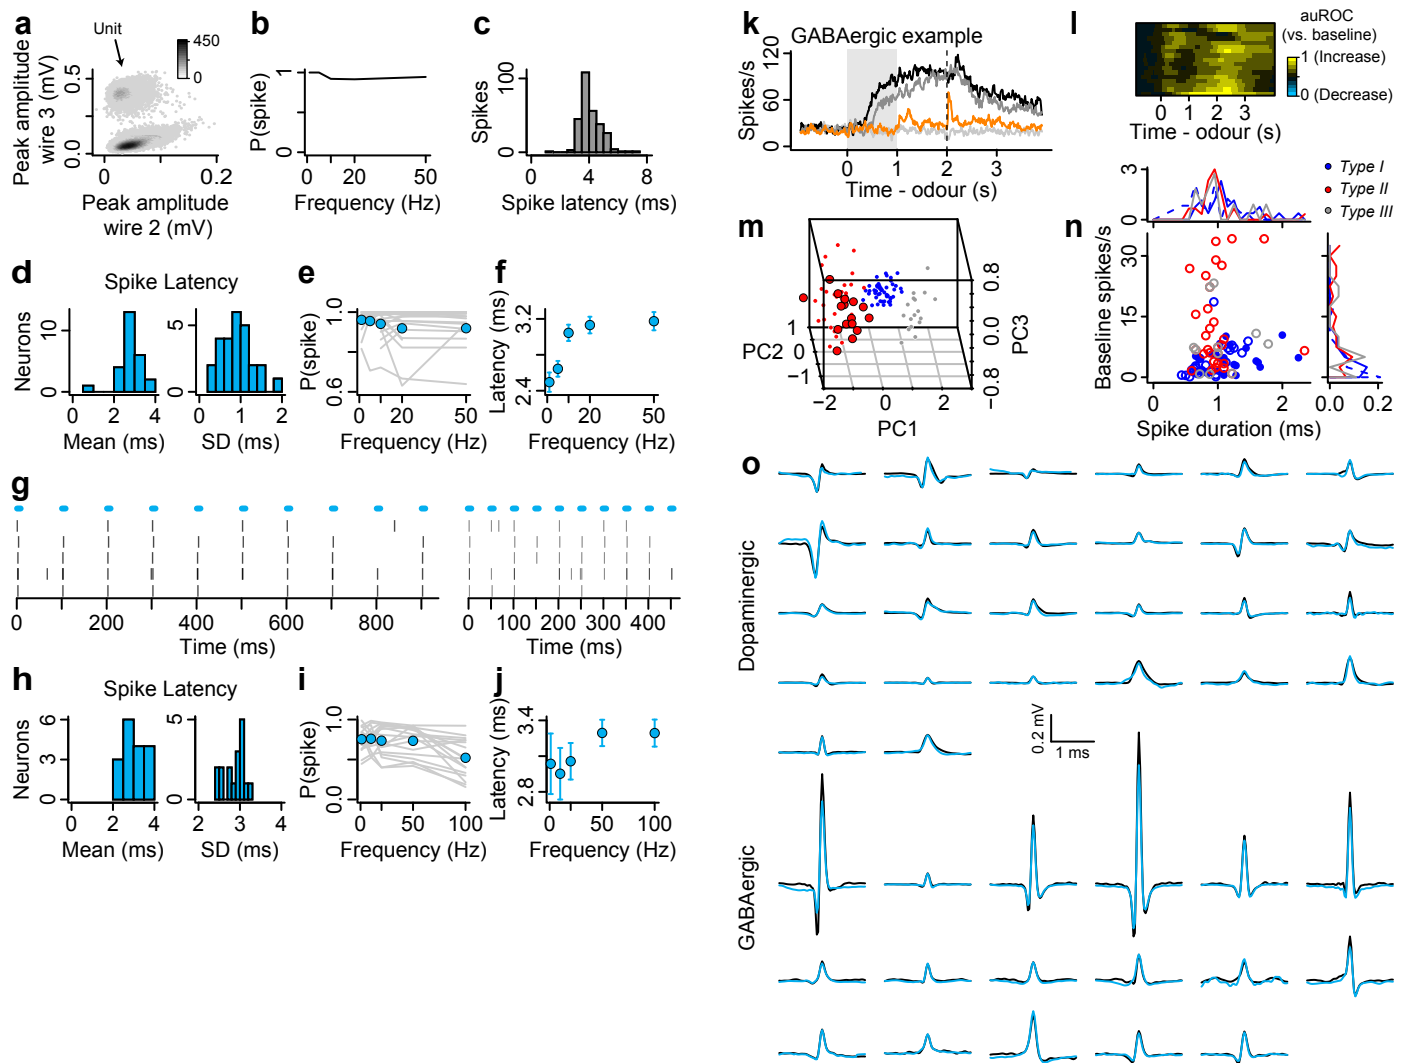 a
Unit
450
0
Peak amplitude
wire 3 (mV)
0.5
0.0
0
0.2
Peak amplitude
wire 2 (mV)
b
P(spike)
1
0
0
20
50
Frequency (Hz)
c
Spikes
100
0
0
4
8
Spike latency (ms)
d
Spike Latency
Neurons
10
0
0
2
4
Mean (ms)
5
0
0
1
2
SD (ms)
e
P(spike)
1.0
0.6
0
20
50
Frequency (Hz)
f
Latency (ms)
3.2
2.4
0
20
50
Frequency (Hz)
g
0
200
400
600
800
Time (ms)
0
100
200
300
400
Time (ms)
h
Spike Latency
Neurons
6
3
0
0
2
4
Mean (ms)
5
0
2
3
4
SD (ms)
i
P(spike)
1.0
0.0
0
50
100
Frequency (Hz)
j
Latency (ms)
3.4
2.8
0
50
100
Frequency (Hz)
k
GABAergic example
Spikes/s
120
60
0
0
1
2
3
Time - odour (s)
l
auROC
(vs. baseline)
1 (Increase)
0 (Decrease)
0
1
2
3
Time - odour (s)
m
1
0
−1
PC2
−2
0
2
PC1
0.8
0.0
−0.8
PC3
n
3
0
Type I
Type II
Type III
Baseline spikes/s
30
15
0
0
1
2
Spike duration (ms)
0.0
0.2
o
Dopaminergic
0.2 mV
1 ms
GABAergic